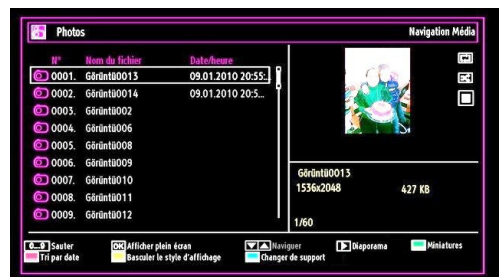 Photos
Navigation Média
N° Nom du fichier Date/heure
0001. Görüntü0013 09.01.2010 20:55:
0002. Görüntü0014 09.01.2010 20:5...
0003. Görüntü002
0004. Görüntü006
0005. Görüntü008
0006. Görüntü009
0007. Görüntü010
0008. Görüntü011
0009. Görüntü012
Görüntü0013
1536x2048 427 KB
1/60
0...9 Sauter OK Afficher plein écran Naviguer Diaporama Miniatures
Tri par date Basculer le style d'affichage Changer de support